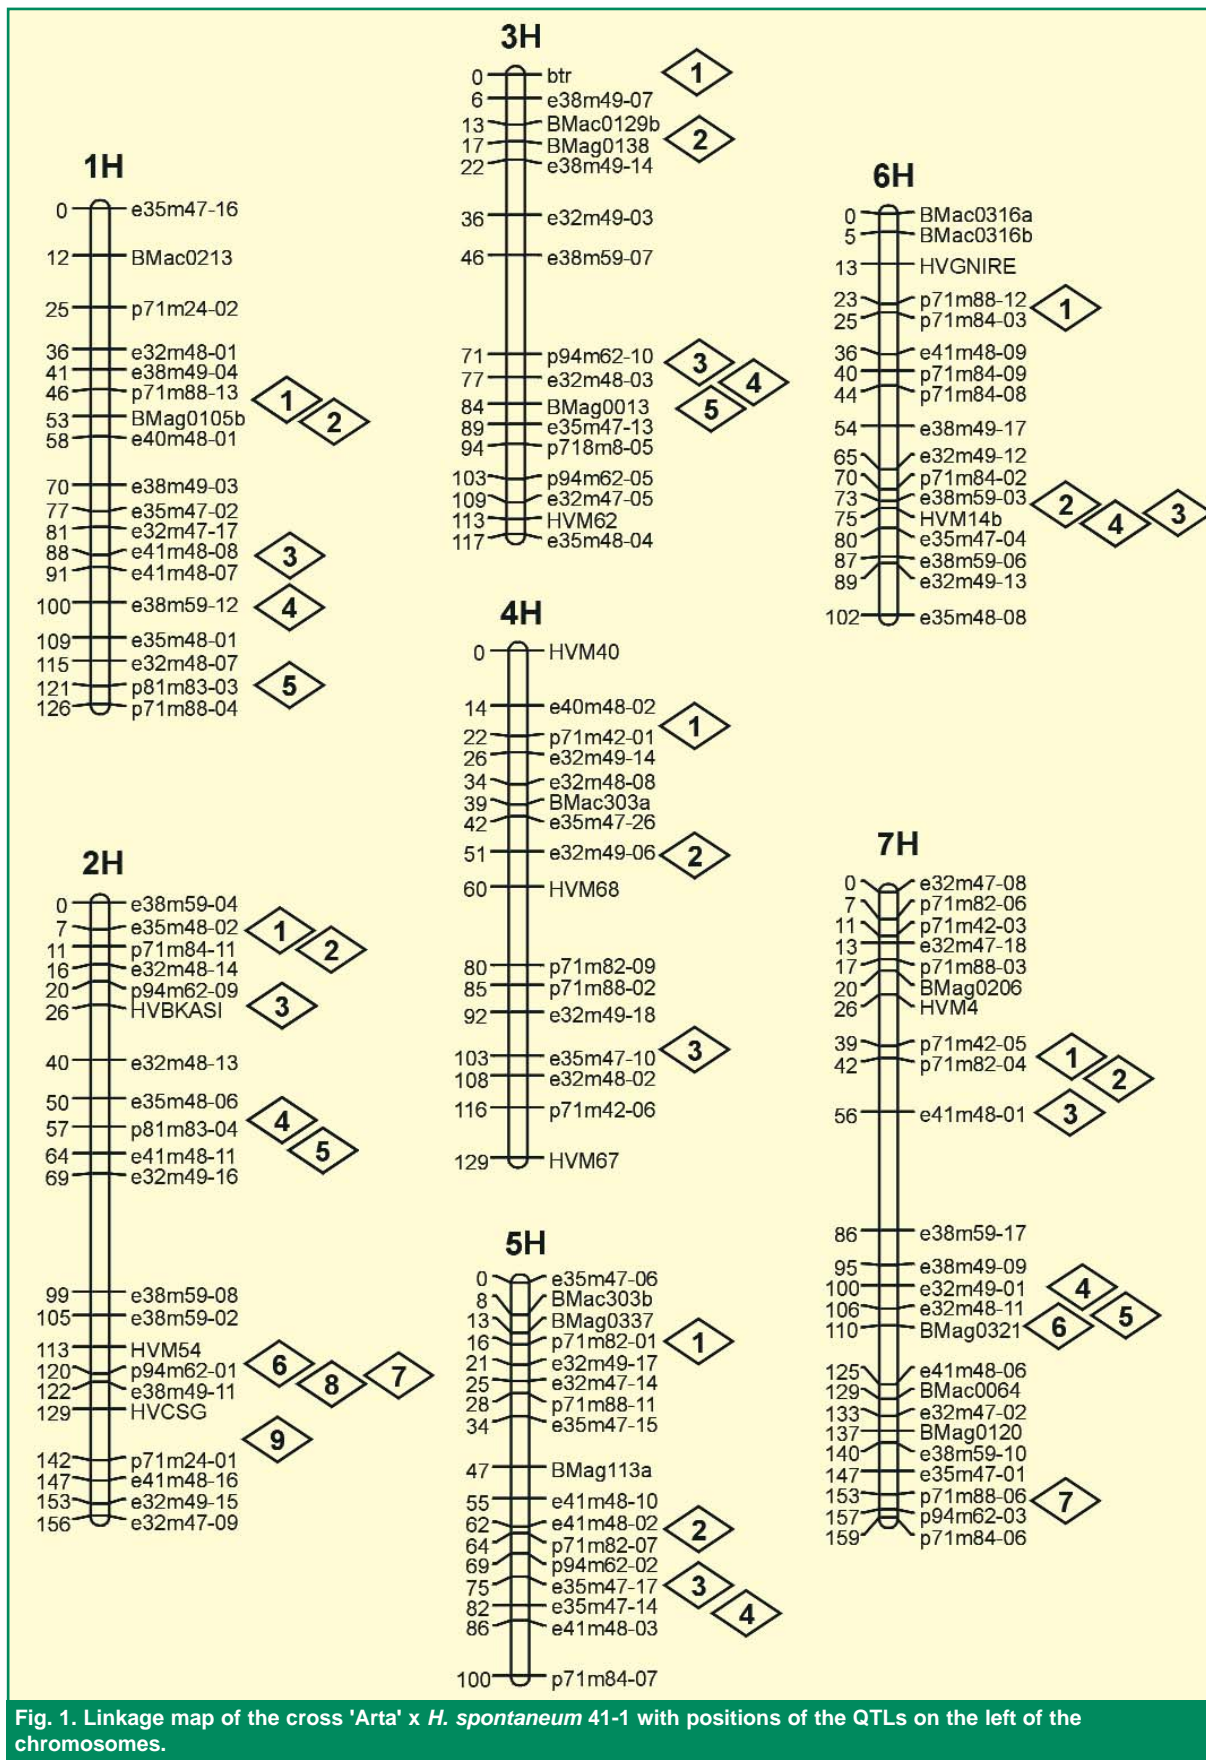 1H
0 e35m47-16
12 BMac0213
25 p71m24-02
36 e32m48-01
41 e38m49-04
46 p71m88-13
1
53 BMag0105b
2
58 e40m48-01
70 e38m49-03
77 e35m47-02
81 e32m47-17
88 e41m48-08
3
91 e41m48-07
100 e38m59-12
4
109 e35m48-01
115 e32m48-07
121 p81m83-03
5
126 p71m88-04
2H
0 e38m59-04
7 e35m48-02
1
11 p71m84-11
2
16 e32m48-14
20 p94m62-09
26 HVBKASI
3
40 e32m48-13
50 e35m48-06
4
57 p81m83-04
5
64 e41m48-11
69 e32m49-16
99 e38m59-08
105 e38m59-02
113 HVM54
120 p94m62-01
6 8 7
122 e38m49-11
129 HVCSG
9
142 p71m24-01
147 e41m48-16
153 e32m49-15
156 e32m47-09
3H
0 btr
1
6 e38m49-07
13 BMac0129b
17 BMag0138
2
22 e38m49-14
36 e32m49-03
46 e38m59-07
71 p94m62-10
3
77 e32m48-03
4
84 BMag0013
5
89 e35m47-13
94 p718m8-05
103 p94m62-05
109 e32m47-05
113 HVM62
117 e35m48-04
4H
0 HVM40
14 e40m48-02
1
22 p71m42-01
26 e32m49-14
34 e32m48-08
39 BMac303a
42 e35m47-26
51 e32m49-06
2
60 HVM68
80 p71m82-09
85 p71m88-02
92 e32m49-18
103 e35m47-10
3
108 e32m48-02
116 p71m42-06
129 HVM67
5H
0 e35m47-06
8 BMac303b
13 BMag0337
16 p71m82-01
1
21 e32m49-17
25 e32m47-14
28 p71m88-11
34 e35m47-15
47 BMag113a
55 e41m48-10
62 e41m48-02
2
64 p71m82-07
69 p94m62-02
75 e35m47-17
3
82 e35m47-14
4
86 e41m48-03
100 p71m84-07
6H
0 BMac0316a
5 BMac0316b
13 HVGNIRE
23 p71m88-12
1
25 p71m84-03
36 e41m48-09
40 p71m84-09
44 p71m84-08
54 e38m49-17
65 e32m49-12
70 p71m84-02
73 e38m59-03
2 4 3
75 HVM14b
80 e35m47-04
87 e38m59-06
89 e32m49-13
102 e35m48-08
7H
0 e32m47-08
7 p71m82-06
11 p71m42-03
13 e32m47-18
17 p71m88-03
20 BMag0206
26 HVM4
39 p71m42-05
1
42 p71m82-04
2
56 e41m48-01
3
86 e38m59-17
95 e38m49-09
100 e32m49-01
4
106 e32m48-11
5
110 BMag0321
6
125 e41m48-06
129 BMac0064
133 e32m47-02
137 BMag0120
140 e38m59-10
147 e35m47-01
153 p71m88-06
7
157 p94m62-03
159 p71m84-06
Fig. 1. Linkage map of the cross 'Arta' x H. spontaneum 41-1 with positions of the QTLs on the left of the
chromosomes.